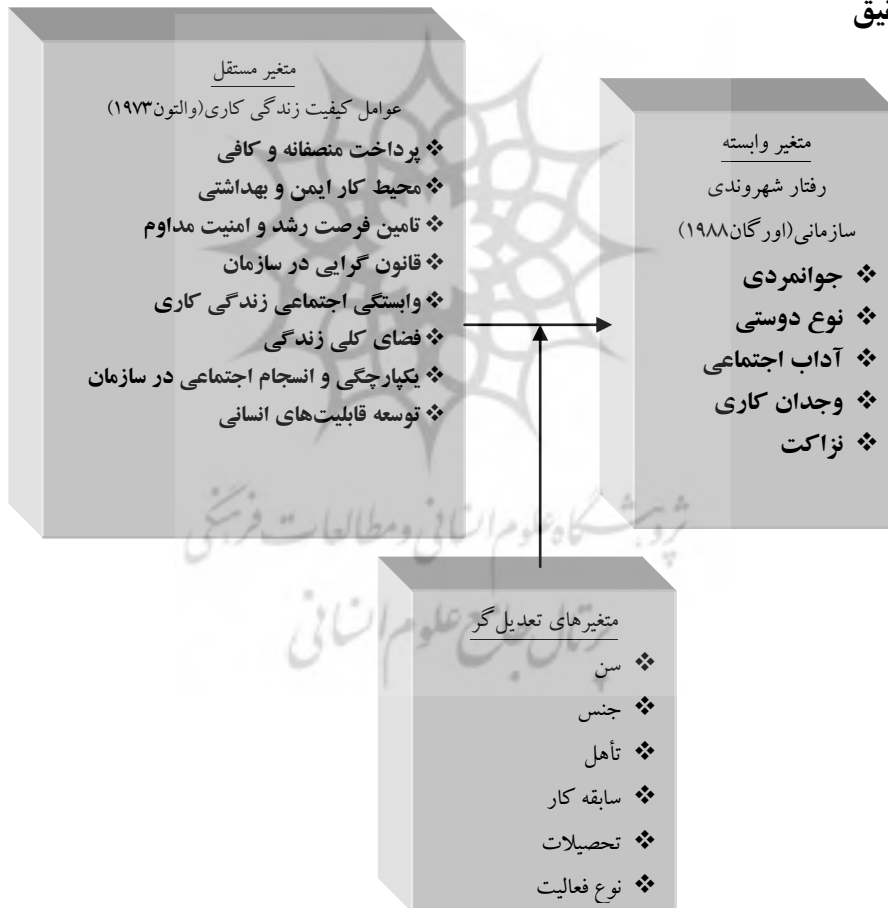 متغیر مستقل
عوامل کیفیت زندگی کاری(والتون۱۹۷۳)
❖ پرداخت منصفانه و کافی
❖ محیط کار ایمن و بهداشتی
❖ تامین فرصت رشد و امنیت مداوم
❖ قانون گرایی در سازمان
❖ وابستگی اجتماعی زندگی کاری
❖ فضای کلی زندگی
❖ یکپارچگی و انسجام اجتماعی در سازمان
❖ توسعه قابلیت‌های انسانی
متغیر وابسته
رفتار شهروندی
سازمانی(اورگان۱۹۸۸)
❖ جوانمردی
❖ نوع دوستی
❖ آداب اجتماعی
❖ وجدان کاری
❖ نزاکت
پژوهشگاه علوم انسانی و مطالعات فرهنگی
پرتال جامع علوم انسانی
متغیرهای تعدیل‌گر
❖ سن
❖ جنس
❖ تأهل
❖ سابقه کار
❖ تحصیلات
❖ نوع فعالیت